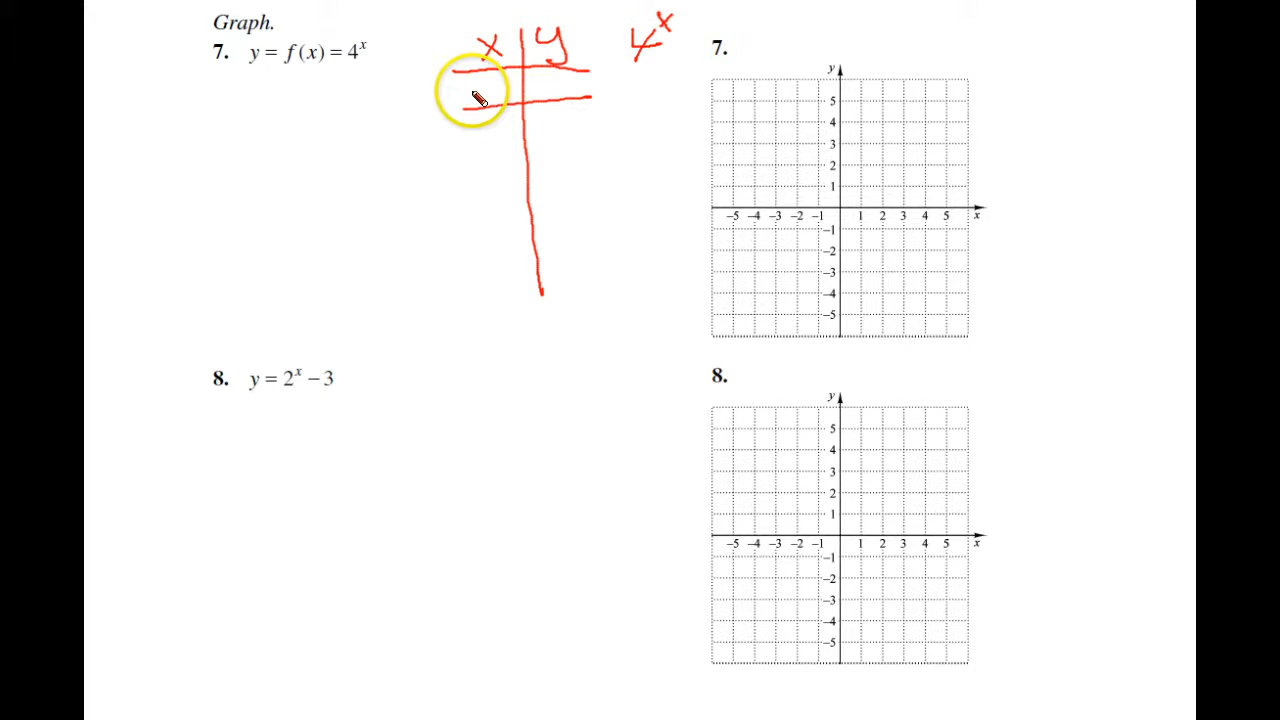 Graph.
7. y = f(x) = 4^x
x y 4^x
7.
y
5
4
3
2
1
-5 -4 -3 -2 -1 1 2 3 4 5 x
-1
-2
-3
-4
-5
8. y = 2^x – 3
8.
y
5
4
3
2
1
-5 -4 -3 -2 -1 1 2 3 4 5 x
-1
-2
-3
-4
-5